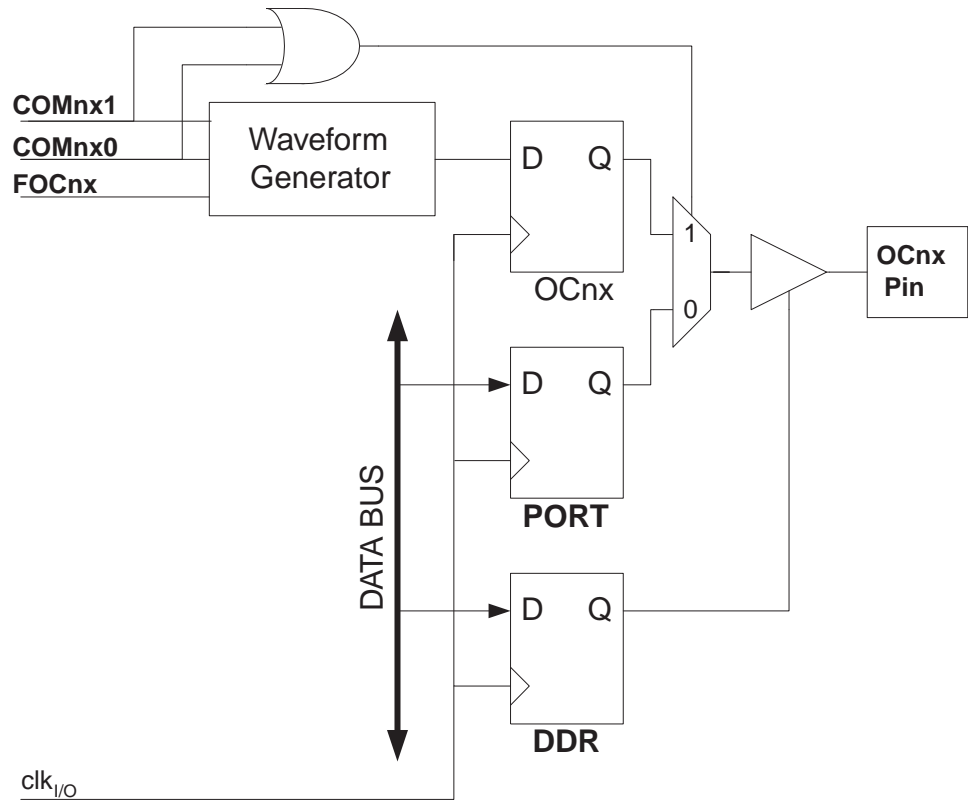 COMnx1
COMnx0
FOCnx
Waveform
Generator
D Q
1
OCnx
OCnx
Pin
0
D Q
PORT
DATA BUS
D Q
DDR
clkI/O